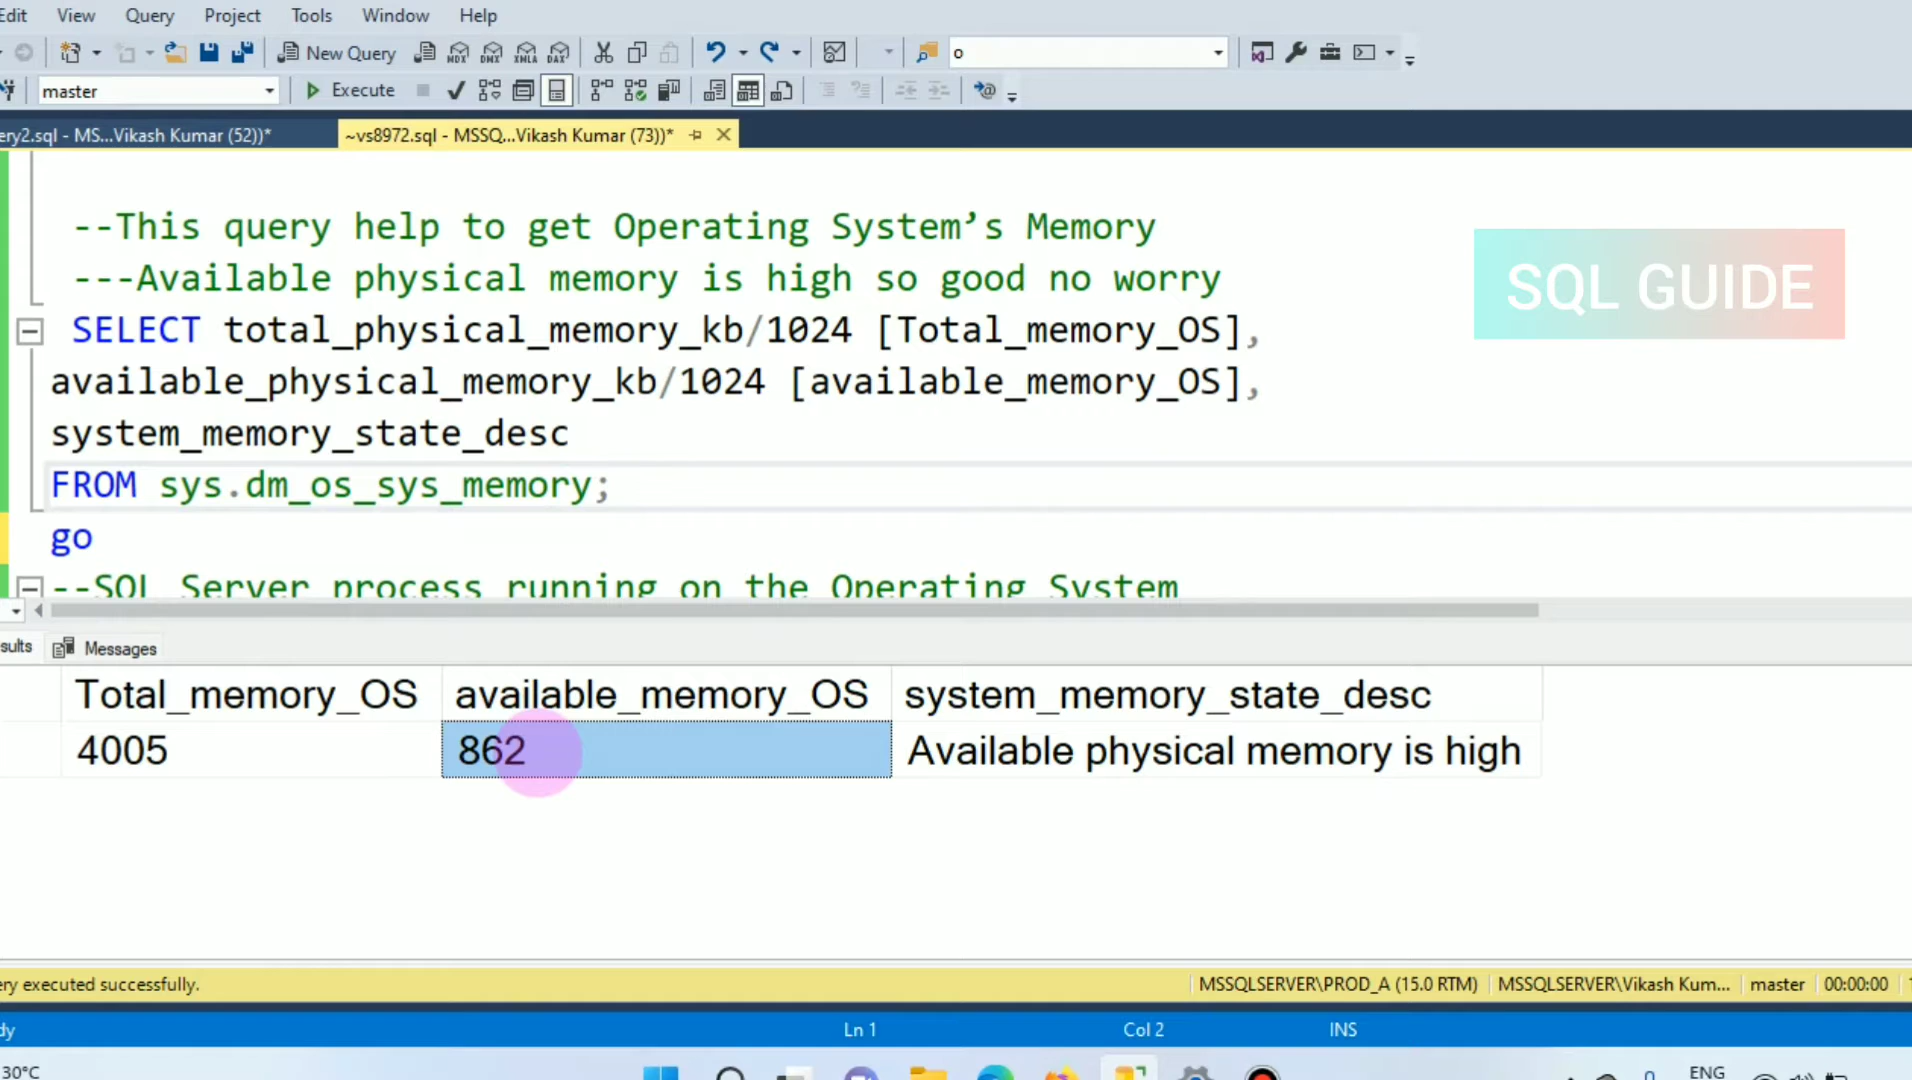 Edit View Query Project Tools Window Help
New Query MDX DMX XMLA DAX o
master Execute
ery2.sql - MS...Vikash Kumar (52))* ~vs8972.sql - MSSQ...Vikash Kumar (73))*
--This query help to get Operating System’s Memory
---Available physical memory is high so good no worry
SQL GUIDE
SELECT total_physical_memory_kb/1024 [Total_memory_OS],
available_physical_memory_kb/1024 [available_memory_OS],
system_memory_state_desc
FROM sys.dm_os_sys_memory;
go
--SQL Server process running on the Operating System
sults Messages
Total_memory_OS available_memory_OS system_memory_state_desc
4005 862 Available physical memory is high
ery executed successfully. MSSQLSERVER\PROD_A (15.0 RTM) MSSQLSERVER\Vikash Kum... master 00:00:00
dy Ln 1 Col 2 INS
30°C ENG